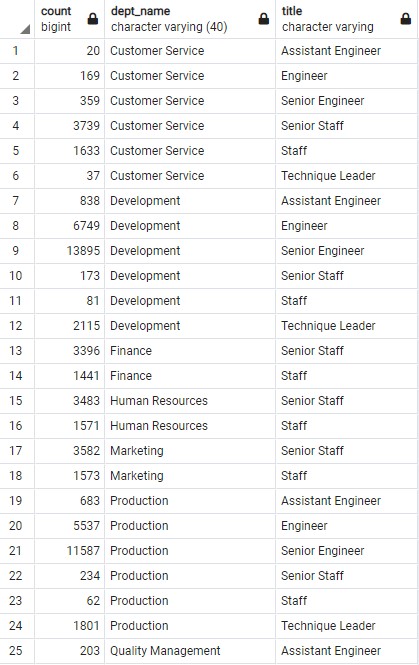 count dept_name title
bigint character varying (40) character varying
1 20 Customer Service Assistant Engineer
2 169 Customer Service Engineer
3 359 Customer Service Senior Engineer
4 3739 Customer Service Senior Staff
5 1633 Customer Service Staff
6 37 Customer Service Technique Leader
7 838 Development Assistant Engineer
8 6749 Development Engineer
9 13895 Development Senior Engineer
10 173 Development Senior Staff
11 81 Development Staff
12 2115 Development Technique Leader
13 3396 Finance Senior Staff
14 1441 Finance Staff
15 3483 Human Resources Senior Staff
16 1571 Human Resources Staff
17 3582 Marketing Senior Staff
18 1573 Marketing Staff
19 683 Production Assistant Engineer
20 5537 Production Engineer
21 11587 Production Senior Engineer
22 234 Production Senior Staff
23 62 Production Staff
24 1801 Production Technique Leader
25 203 Quality Management Assistant Engineer